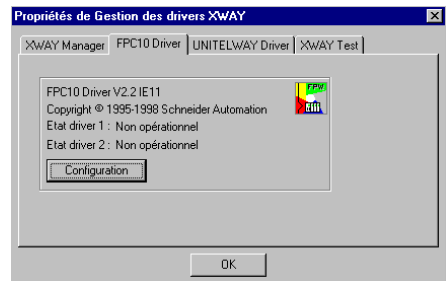 Propriétés de Gestion des drivers XWAY
XWAY Manager FPC10 Driver UNITELWAY Driver XWAY Test
FPC10 Driver V2.2 IE11
Copyright © 1995-1998 Schneider Automation
Etat driver 1 : Non opérationnel
Etat driver 2 : Non opérationnel
FPW
Configuration
OK